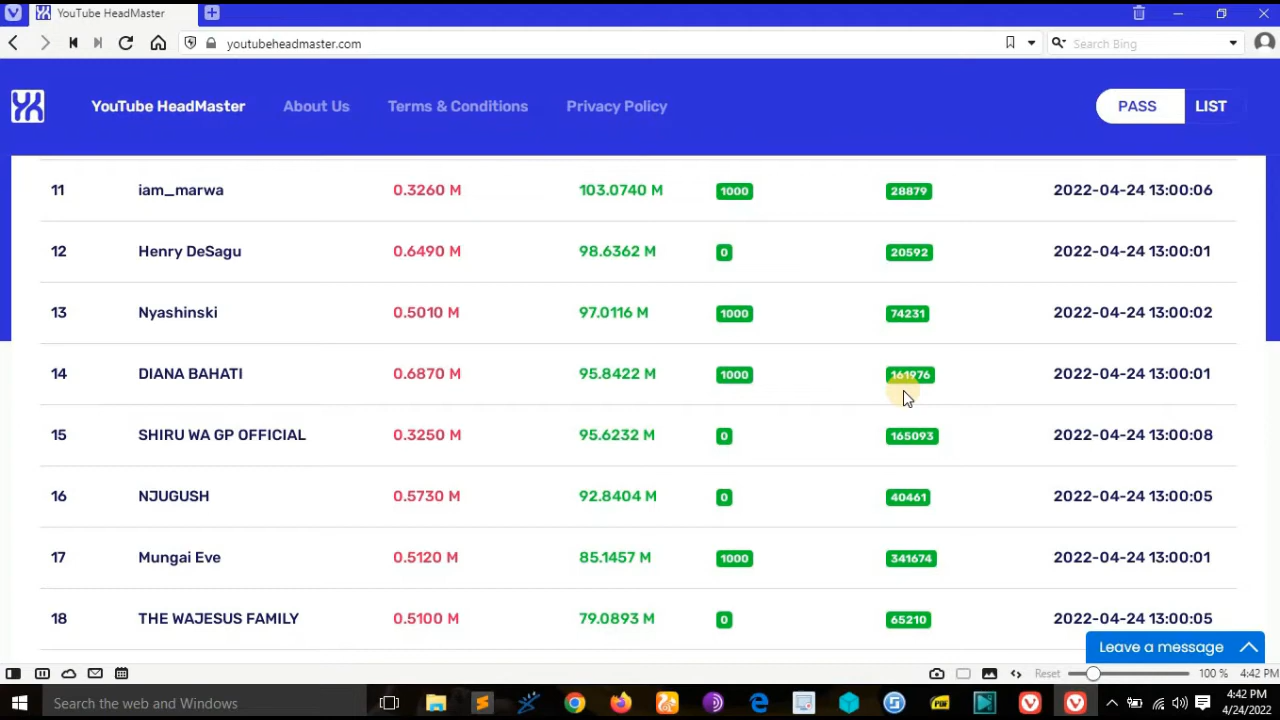 YouTube HeadMaster
youtubeheadmaster.com
Search Bing
YouTube HeadMaster About Us Terms & Conditions Privacy Policy PASS LIST
11 iam_marwa 0.3260 M 103.0740 M 1000 28879 2022-04-24 13:00:06
12 Henry DeSagu 0.6490 M 98.6362 M 0 20592 2022-04-24 13:00:01
13 Nyashinski 0.5010 M 97.0116 M 1000 74231 2022-04-24 13:00:02
14 DIANA BAHATI 0.6870 M 95.8422 M 1000 161976 2022-04-24 13:00:01
15 SHIRU WA GP OFFICIAL 0.3250 M 95.6232 M 0 165093 2022-04-24 13:00:08
16 NJUGUSH 0.5730 M 92.8404 M 0 40461 2022-04-24 13:00:05
17 Mungai Eve 0.5120 M 85.1457 M 1000 341674 2022-04-24 13:00:01
18 THE WAJESUS FAMILY 0.5100 M 79.0893 M 0 65210 2022-04-24 13:00:05
Leave a message
Reset 100 % 4:42 PM
Search the web and Windows
4:42 PM
4/24/2022